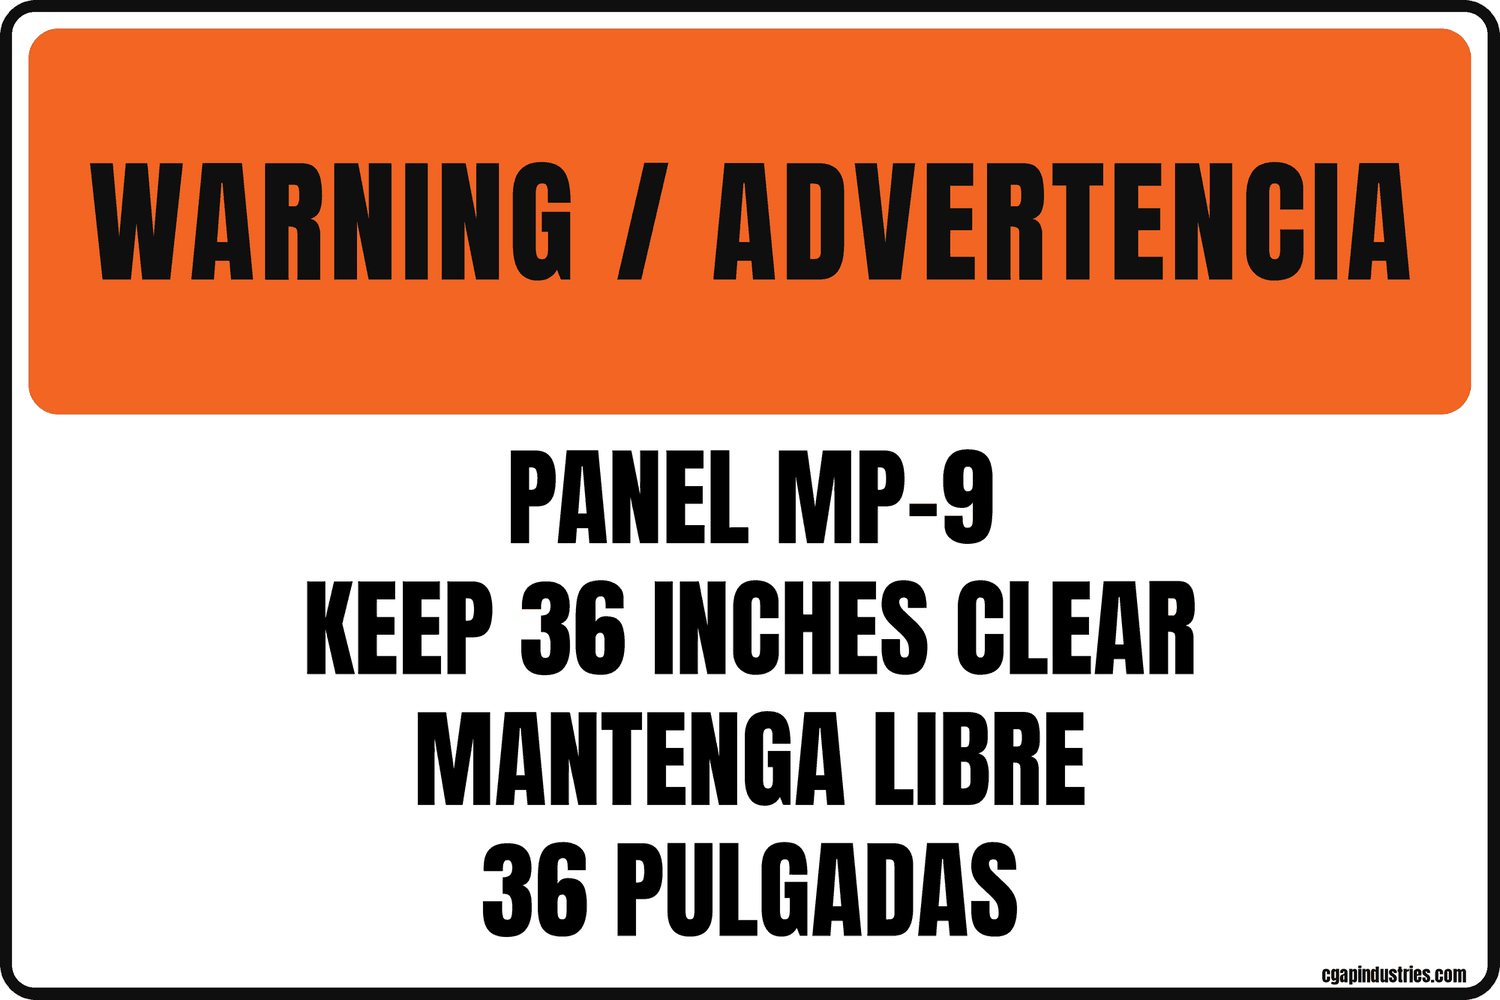 WARNING / ADVERTENCIA
PANEL MP-9
KEEP 36 INCHES CLEAR
MANTENGA LIBRE
36 PULGADAS
cgapindustries.com